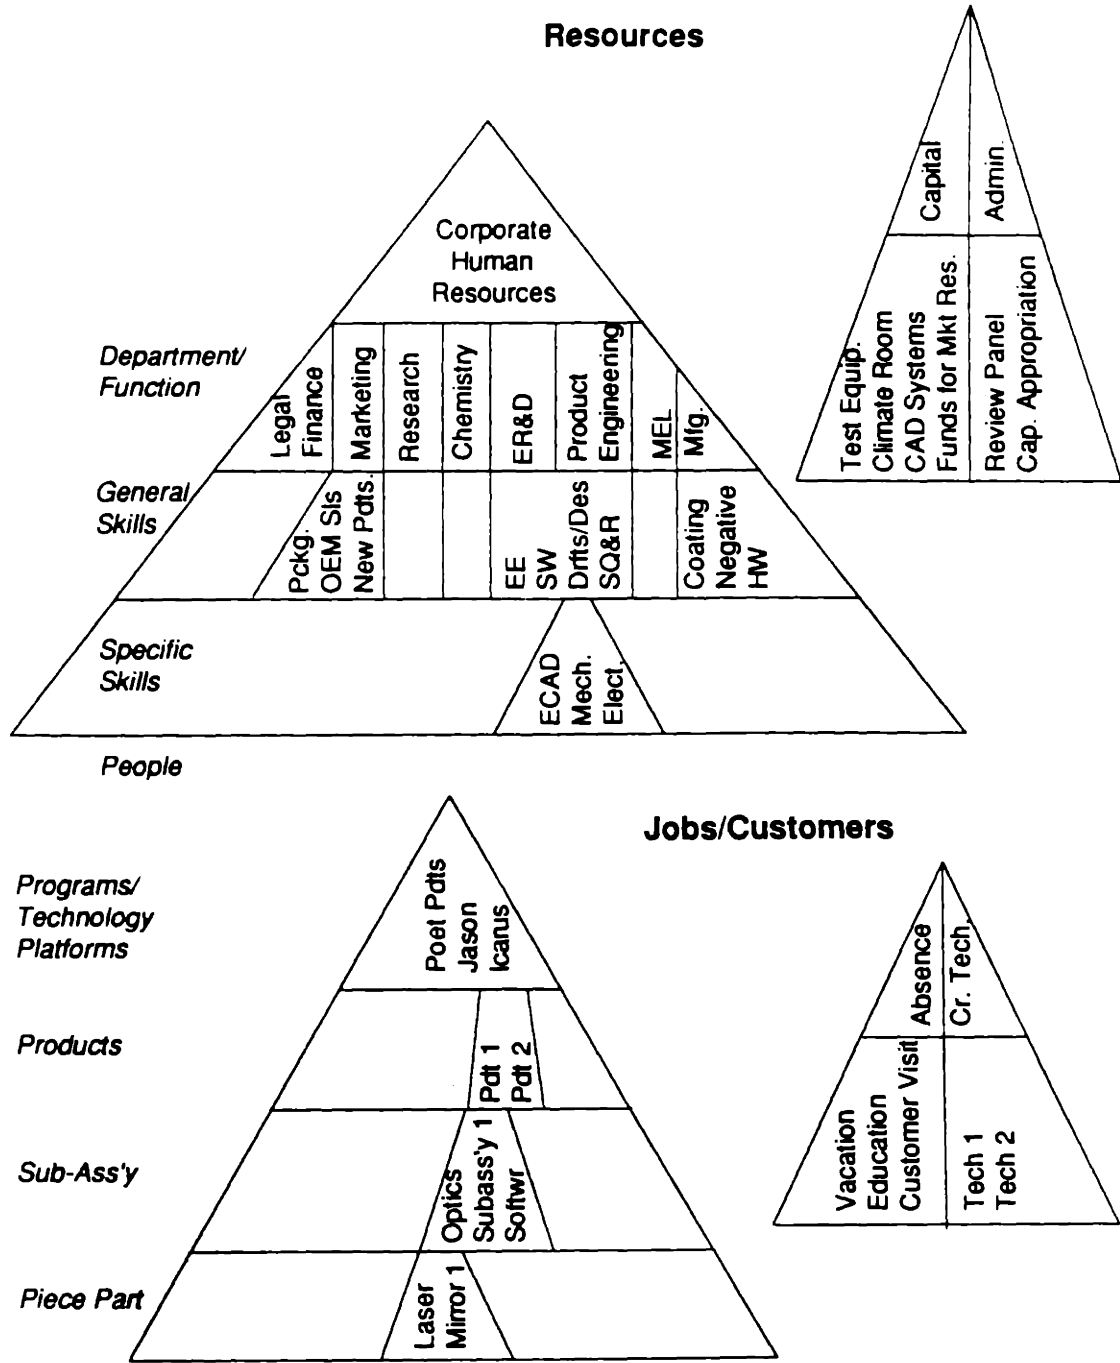 Resources
Corporate
Human
Resources
Department/
Function
Legal
Finance
Marketing
Research
Chemistry
ER&D
Product
Engineering
MEL
Mfg.
General
Skills
Pckg.
OEM Sls
New Pdts.
EE
SW
Drfts/Des
SQ&R
Coating
Negative
HW
Specific
Skills
ECAD
Mech.
Elect.
People
Capital
Admin.
Test Equip.
Climate Room
CAD Systems
Funds for Mkt Res.
Review Panel
Cap. Appropriation
Jobs/Customers
Programs/
Technology
Platforms
Poet Pdts
Jason
Icarus
Products
Pdt 1
Pdt 2
Sub-Ass'y
Optics
Subass'y 1
Softwr
Piece Part
Laser
Mirror 1
Absence
Cr. Tech.
Vacation
Education
Customer Visit
Tech 1
Tech 2